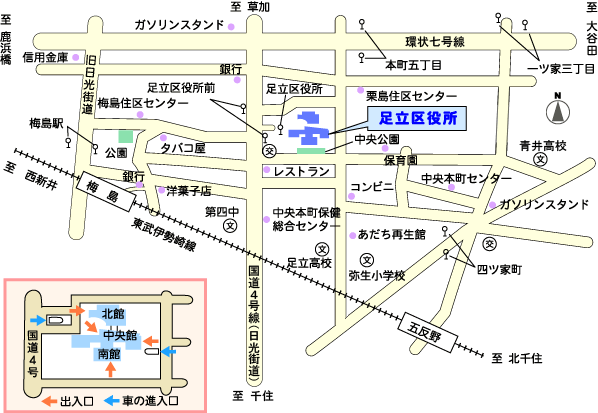 至 草加
至 鹿浜橋
至 大谷田
ガソリンスタンド
環状七号線
信用金庫
旧日光街道
銀行
本町五丁目
一ツ家三丁目
足立区役所前
足立区役所
梅島住区センター
栗島住区センター
N
足立区役所
梅島駅
公園
タバコ屋
中央公園
文
青井高校
文
保育園
至 西新井
銀行
レストラン
中央本町センター
梅島
洋菓子店
コンビニ
ガソリンスタンド
第四中
文
中央本町保健
総合センター
東武伊勢崎線
あだち再生館
交
文
足立高校
文
弥生小学校
四ツ家町
国道4号線(日光街道)
五反野
至 北千住
至 千住
北館
中央館
南館
国道4号
出入口
車の進入口